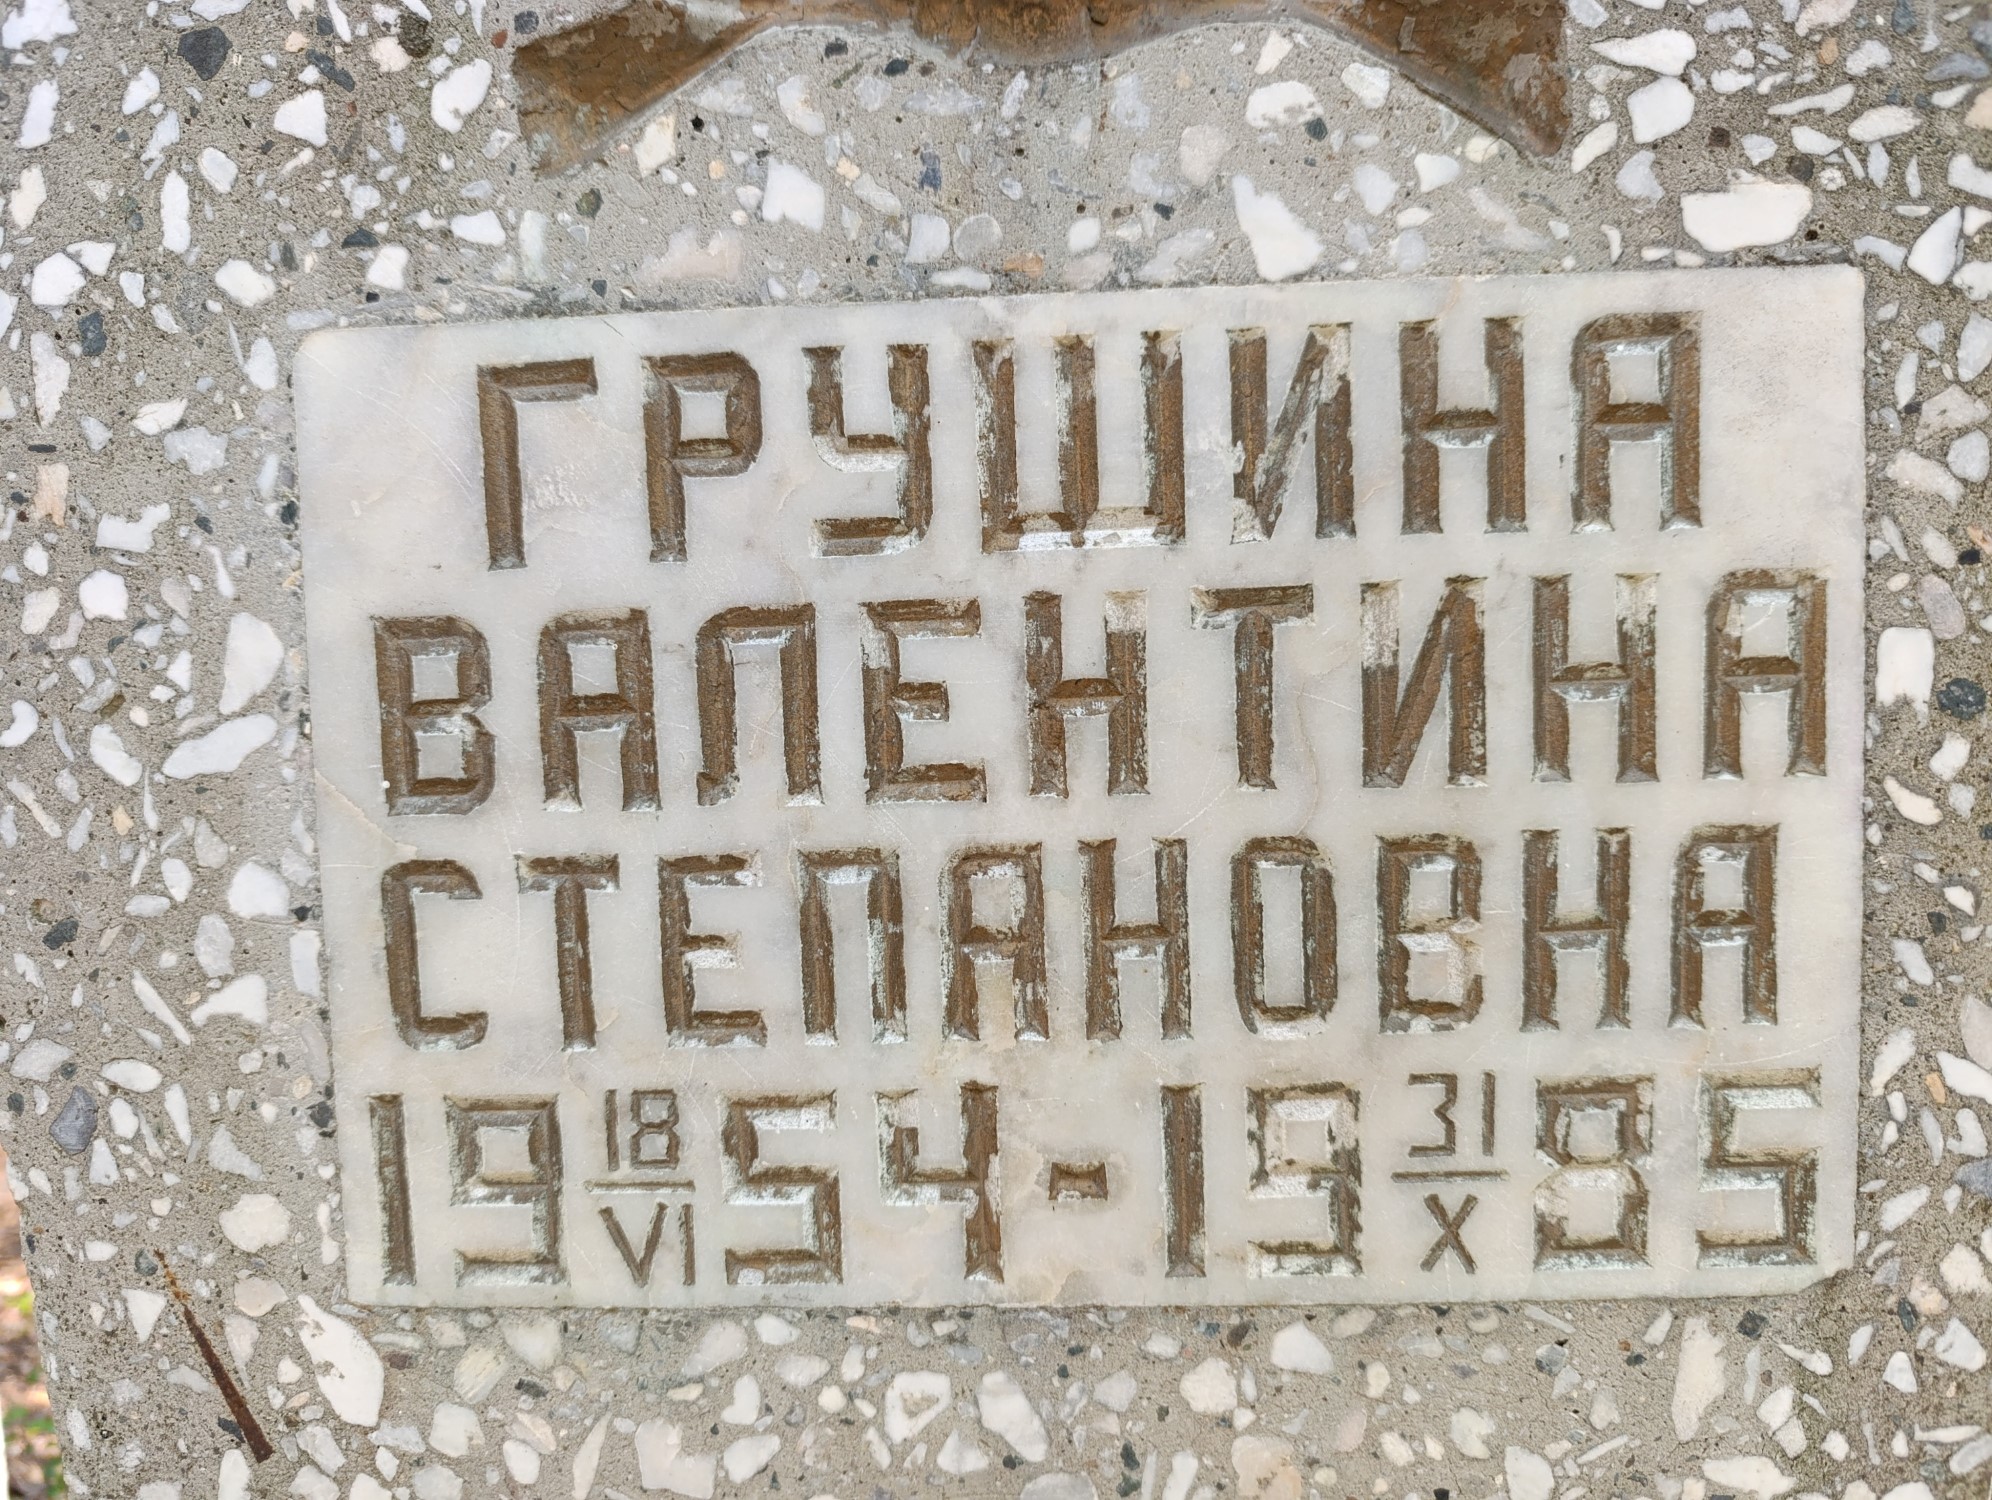 ГРУШИНА
ВАЛЕНТИНА
СТЕПАНОВНА
19 18/VI 54-19 31/X 85